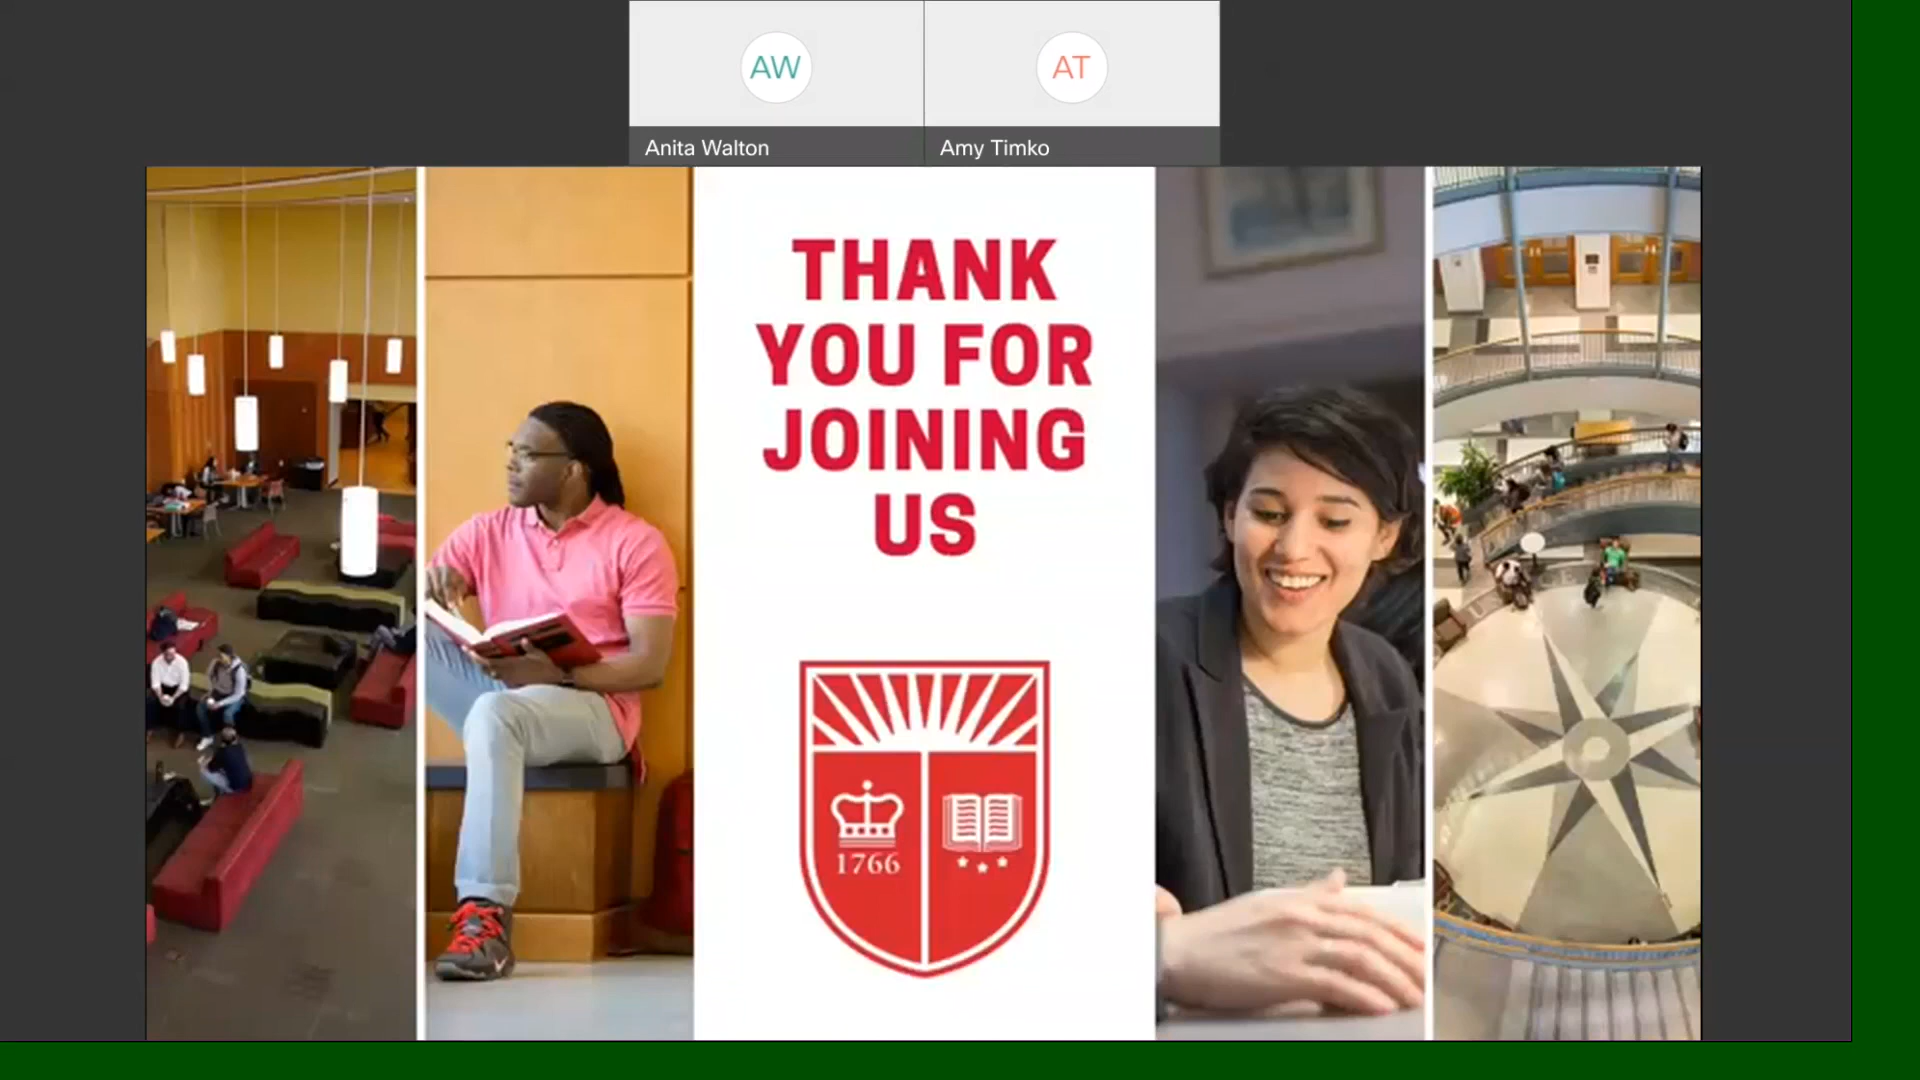 AW
AT
Anita Walton
Amy Timko
THANK
YOU FOR
JOINING
US
1766